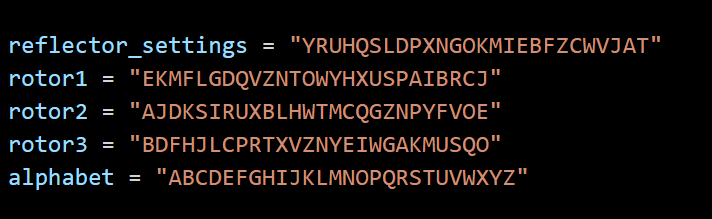 reflector_settings = "YRUHQSLDPXNGOKMIEBFZCWVJAT"
rotor1 = "EKMFLGDQVZNTOWYHXUSPAIBRCJ"
rotor2 = "AJDKSIRUXBLHWTMCQGZNPYFVOE"
rotor3 = "BDFHJLCPRTXVZNYEIWGAKMUSQO"
alphabet = "ABCDEFGHIJKLMNOPQRSTUVWXYZ"